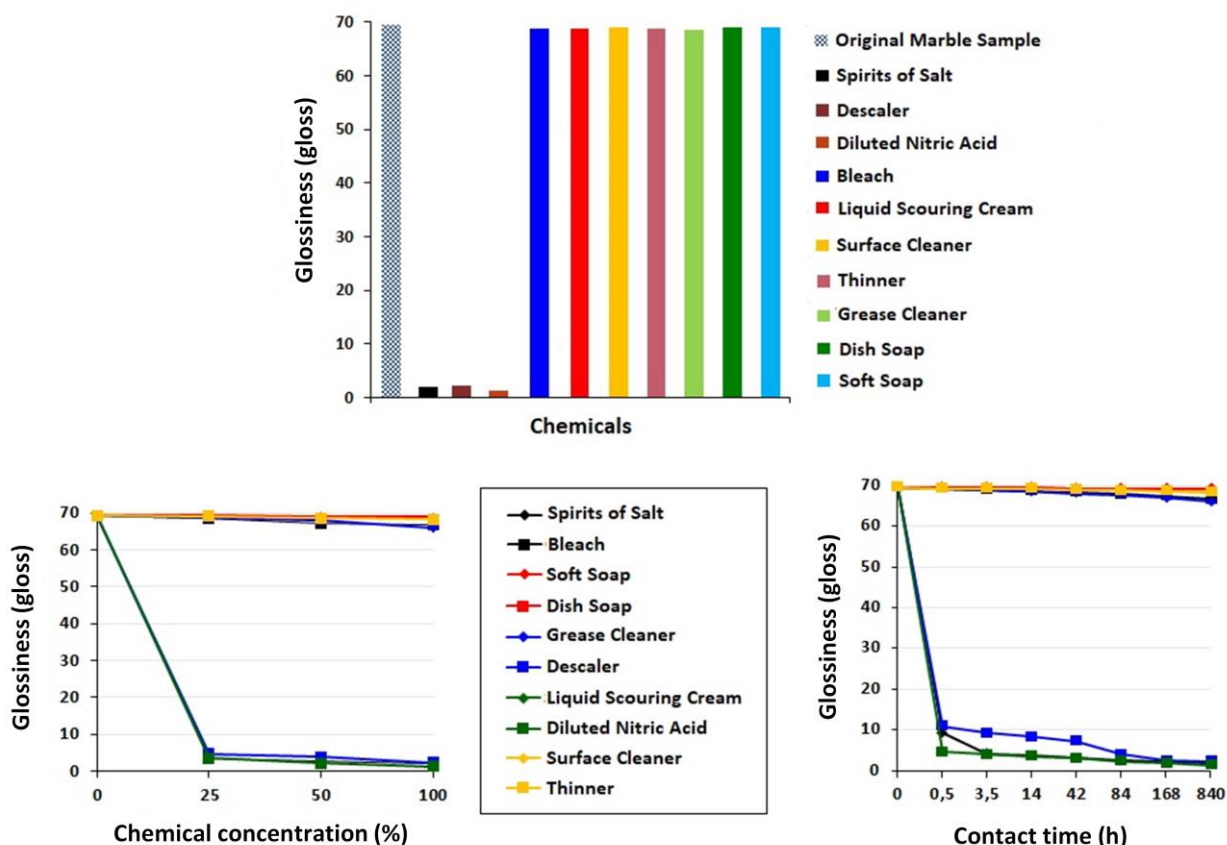 70
60
50
40
30
20
10
0
Glossiness (gloss)
Chemicals
Original Marble Sample
Spirits of Salt
Descaler
Diluted Nitric Acid
Bleach
Liquid Scouring Cream
Surface Cleaner
Thinner
Grease Cleaner
Dish Soap
Soft Soap
70
60
50
40
30
20
10
0
Glossiness (gloss)
0 25 50 100
Chemical concentration (%)
Spirits of Salt
Bleach
Soft Soap
Dish Soap
Grease Cleaner
Descaler
Liquid Scouring Cream
Diluted Nitric Acid
Surface Cleaner
Thinner
70
60
50
40
30
20
10
0
Glossiness (gloss)
0 0,5 3,5 14 42 84 168 840
Contact time (h)